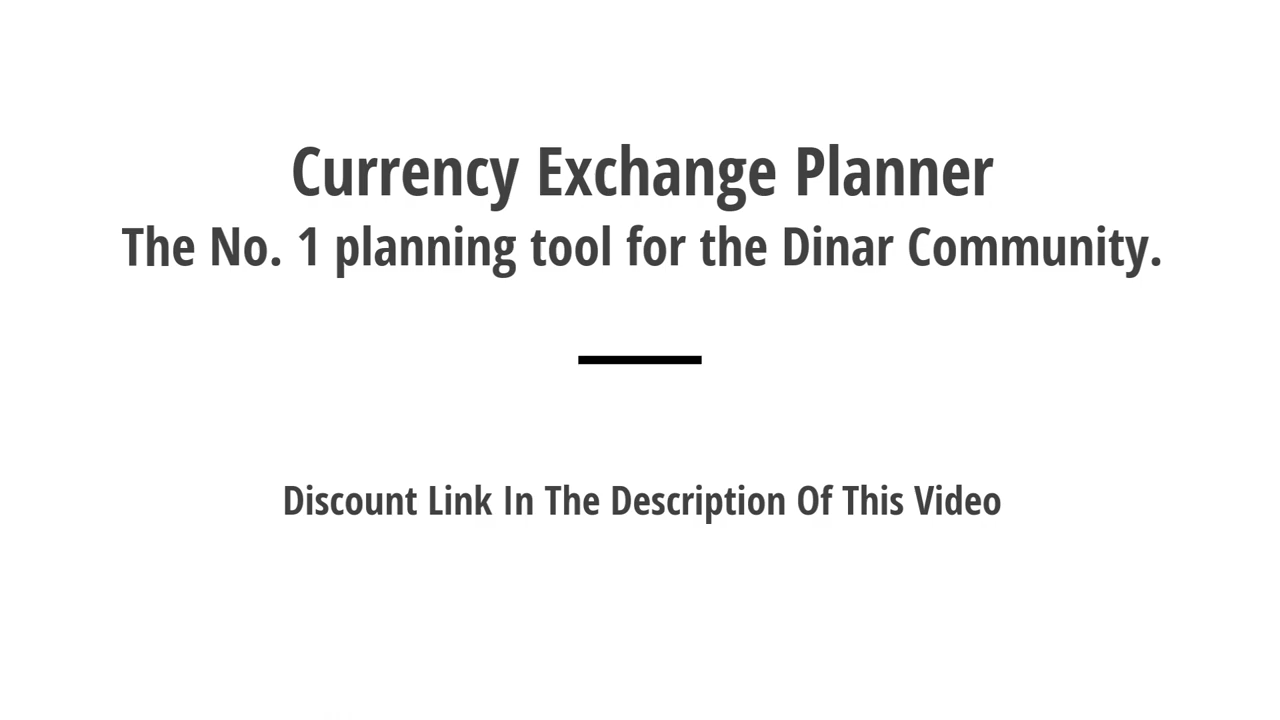 Currency Exchange Planner
The No. 1 planning tool for the Dinar Community.
Discount Link In The Description Of This Video